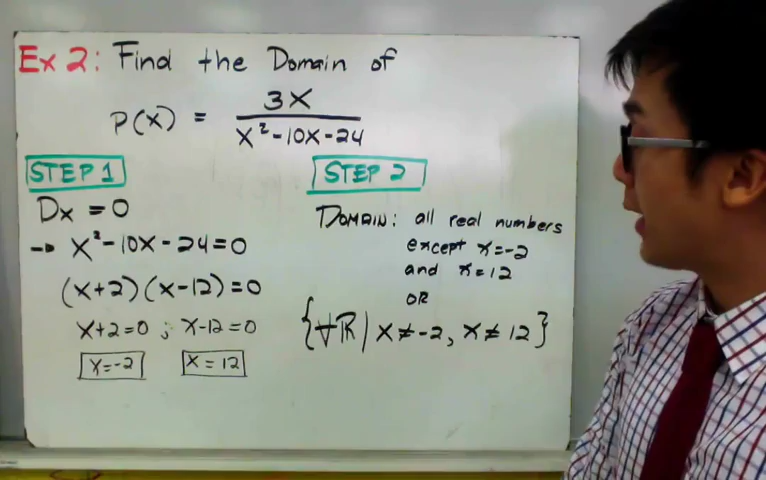 Ex 2: Find the Domain of
P(x) = 3x / x² - 10x - 24
STEP 1
Dx = 0
→ x² - 10x - 24 = 0
(x+2)(x-12) = 0
x+2=0 ; x-12=0
x=-2 x=12
STEP 2
DOMAIN: all real numbers
except x=-2
and x=12
OR
{∀ℝ | x≠-2, x≠12}